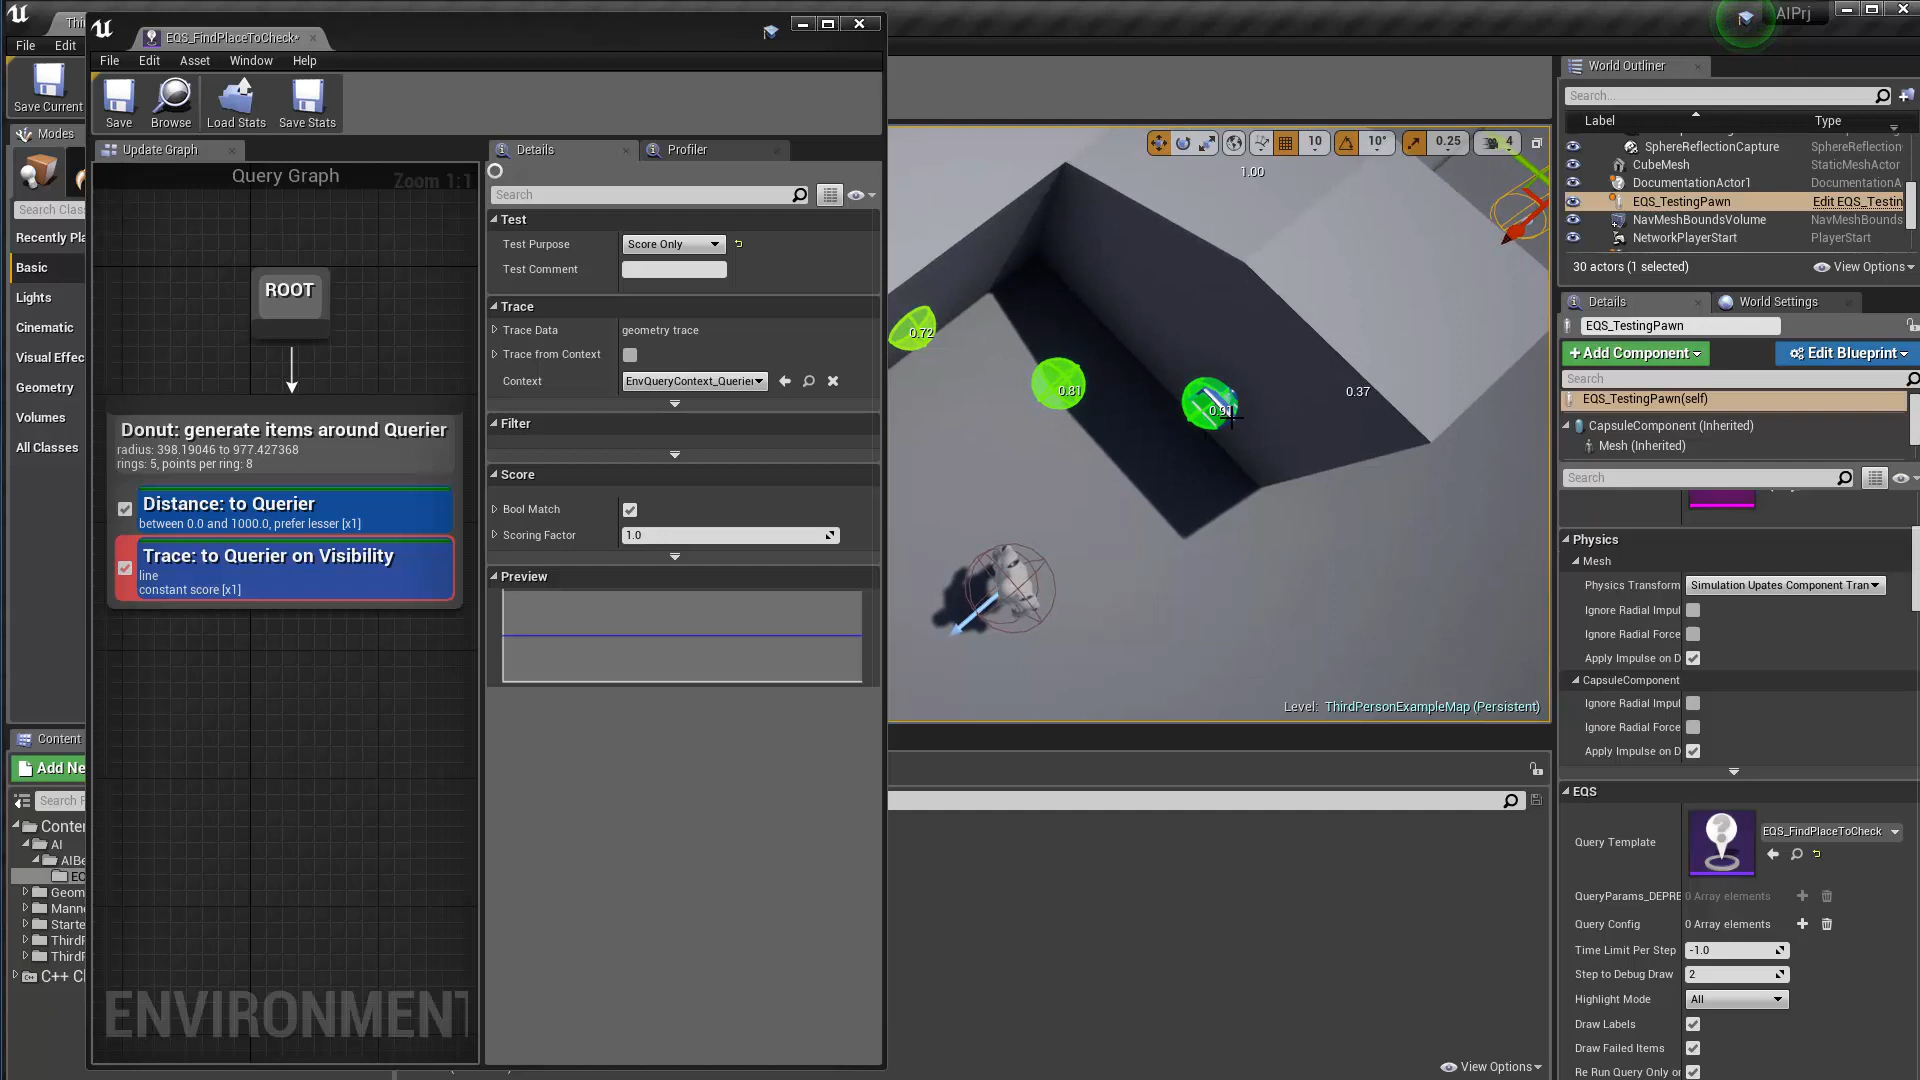 Thi
AIPrj
EQS_FindPlaceToCheck*
File Edit
File Edit Asset Window Help
Save Current
Save Browse Load Stats Save Stats
Modes
Search Clas
Recently Pla
Basic
Lights
Cinematic
Visual Effec
Geometry
Volumes
All Classes
Update Graph
Query Graph
Zoom 1:1
ROOT
Donut: generate items around Querier
radius: 398.19046 to 977.427368
rings: 5, points per ring: 8
Distance: to Querier
between 0.0 and 1000.0, prefer lesser [x1]
Trace: to Querier on Visibility
line
constant score [x1]
ENVIRONMENT
Details Profiler
Search
Test
Test Purpose Score Only
Test Comment
Trace
Trace Data geometry trace
Trace from Context
Context EnvQueryContext_Querier
Filter
Score
Bool Match
Scoring Factor 1.0
Preview
10 10° 0.25 4
1.00
0.72
0.81
0.91
0.37
Level: ThirdPersonExampleMap (Persistent)
Content
Add Ne
Search F
Conten
AI
AIBe
EQ
Geom
Manne
Starte
ThirdP
ThirdP
C++ Cl
View Options
World Outliner
Search...
Label Type
SphereReflectionCapture SphereReflection
CubeMesh StaticMeshActor
DocumentationActor1 DocumentationA
EQS_TestingPawn Edit EQS_Testin
NavMeshBoundsVolume NavMeshBounds
NetworkPlayerStart PlayerStart
30 actors (1 selected) View Options
Details World Settings
EQS_TestingPawn
+Add Component Edit Blueprint
Search
EQS_TestingPawn(self)
CapsuleComponent (Inherited)
Mesh (Inherited)
Search
Physics
Mesh
Physics Transform Simulation Upates Component Tran
Ignore Radial Impul
Ignore Radial Force
Apply Impulse on D
CapsuleComponent
Ignore Radial Impul
Ignore Radial Force
Apply Impulse on D
EQS
Query Template EQS_FindPlaceToCheck
QueryParams_DEPRE 0 Array elements
Query Config 0 Array elements
Time Limit Per Step -1.0
Step to Debug Draw 2
Highlight Mode All
Draw Labels
Draw Failed Items
Re Run Query Only or